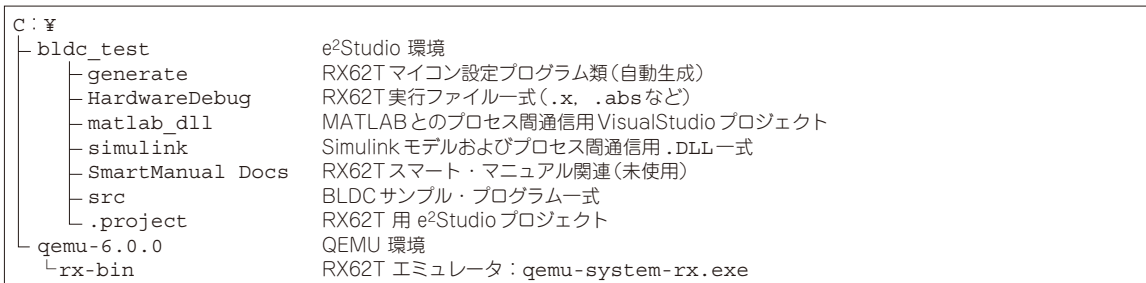 C:¥
bldc_test e²Studio 環境
generate RX62Tマイコン設定プログラム類(自動生成)
HardwareDebug RX62T実行ファイル一式(.x, .absなど)
matlab_dll MATLABとのプロセス間通信用VisualStudioプロジェクト
simulink Simulinkモデルおよびプロセス間通信用.DLL一式
SmartManual Docs RX62Tスマート・マニュアル関連(未使用)
src BLDCサンプル・プログラム一式
.project RX62T 用 e²Studioプロジェクト
qemu-6.0.0 QEMU 環境
rx-bin RX62T エミュレータ:qemu-system-rx.exe